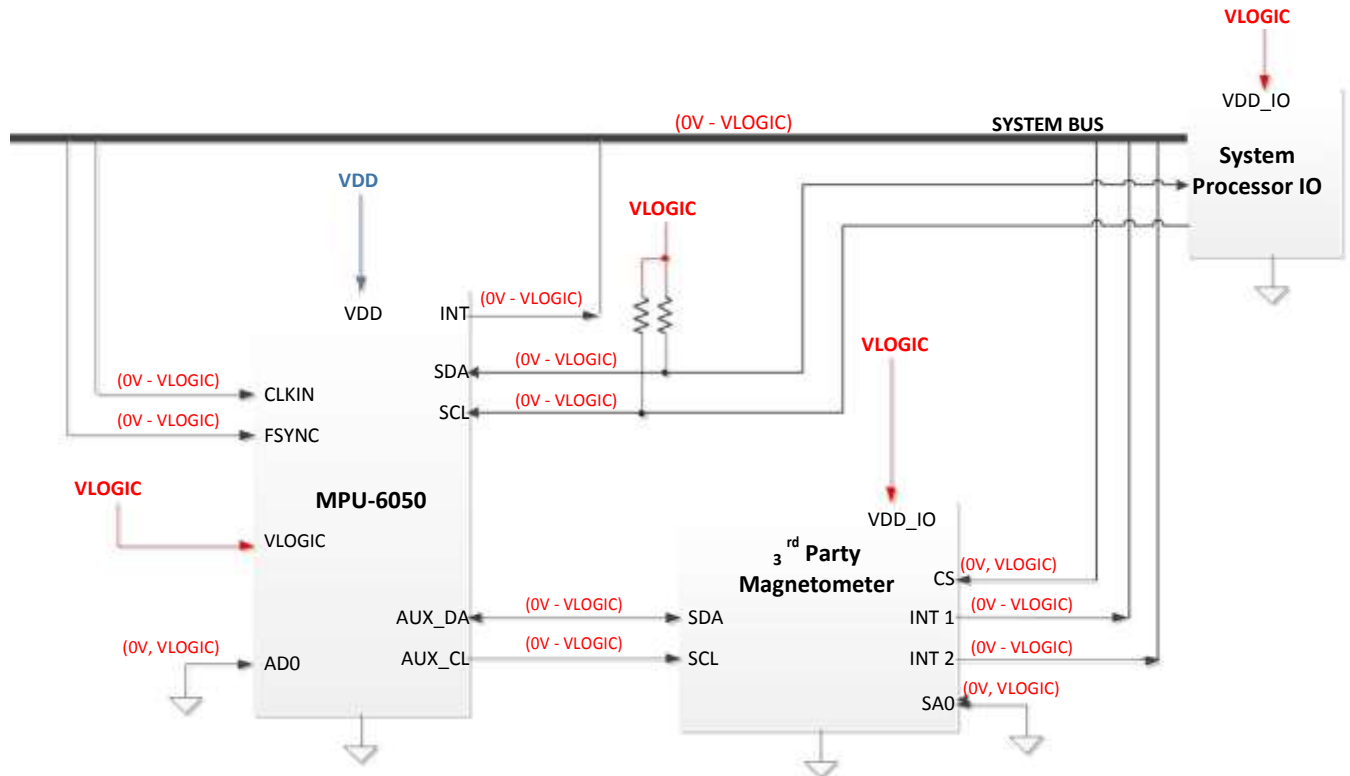 VLOGIC
VDD_IO
(0V - VLOGIC)
SYSTEM BUS
System
Processor IO
VDD
VLOGIC
VDD
INT
(0V - VLOGIC)
SDA
(0V - VLOGIC)
(0V - VLOGIC)
CLKIN
SCL
(0V - VLOGIC)
(0V - VLOGIC)
FSYNC
VLOGIC
VLOGIC
MPU-6050
VLOGIC
VDD_IO
3rd Party
Magnetometer
CS
(0V, VLOGIC)
AUX_DA
(0V - VLOGIC)
SDA
INT 1
(0V - VLOGIC)
(0V, VLOGIC)
AD0
AUX_CL
(0V - VLOGIC)
SCL
INT 2
(0V - VLOGIC)
SA0
(0V, VLOGIC)